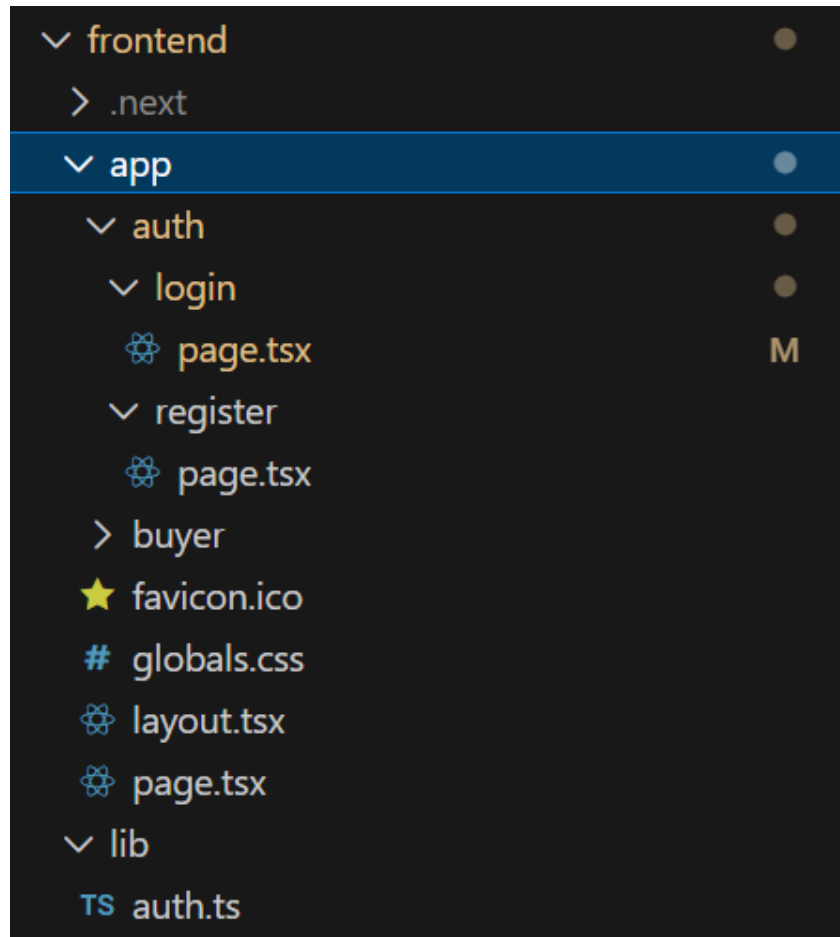 frontend
.next
app
auth
login
page.tsx M
register
page.tsx
buyer
favicon.ico
# globals.css
layout.tsx
page.tsx
lib
TS auth.ts